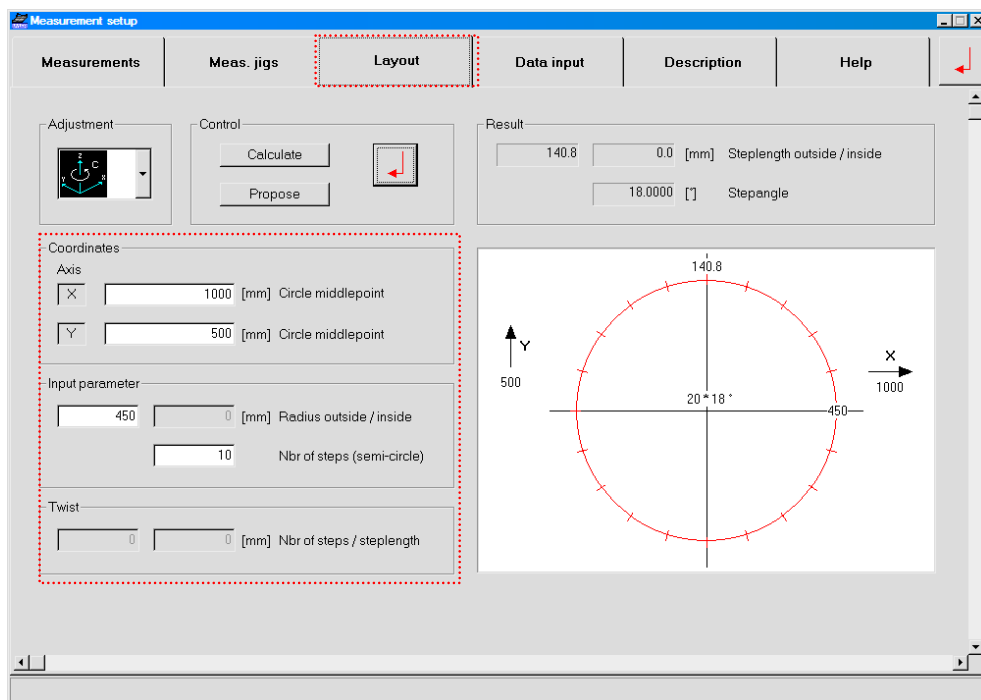 Measurement setup
Measurements
Meas. jigs
Layout
Data input
Description
Help
Adjustment
Z
C
Y
X
Control
Calculate
Propose
Result
140.8 0.0 [mm] Steplength outside / inside
18.0000 [°] Stepangle
Coordinates
Axis
X 1000 [mm] Circle middlepoint
Y 500 [mm] Circle middlepoint
Input parameter
450 0 [mm] Radius outside / inside
10 Nbr of steps (semi-circle)
Twist
0 0 [mm] Nbr of steps / steplength
140.8
Y
500
X
1000
20*18 °
450